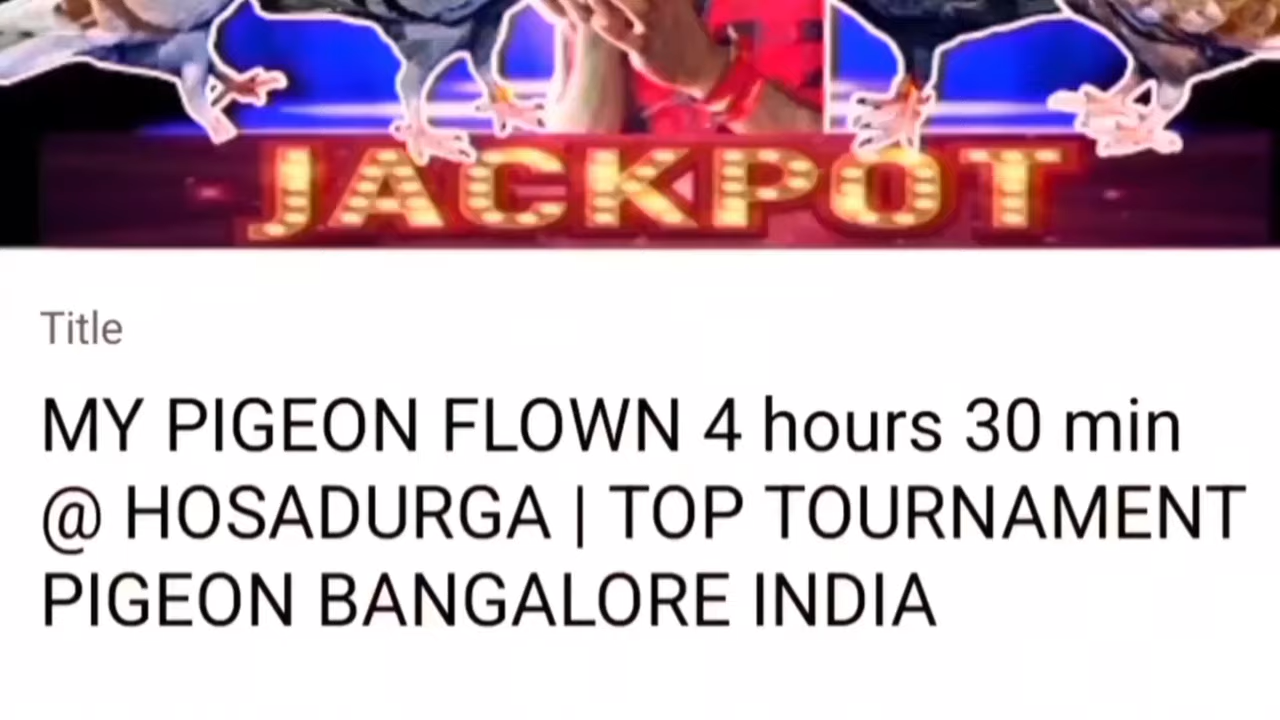 JACKPOT
Title
MY PIGEON FLOWN 4 hours 30 min
@ HOSADURGA | TOP TOURNAMENT
PIGEON BANGALORE INDIA